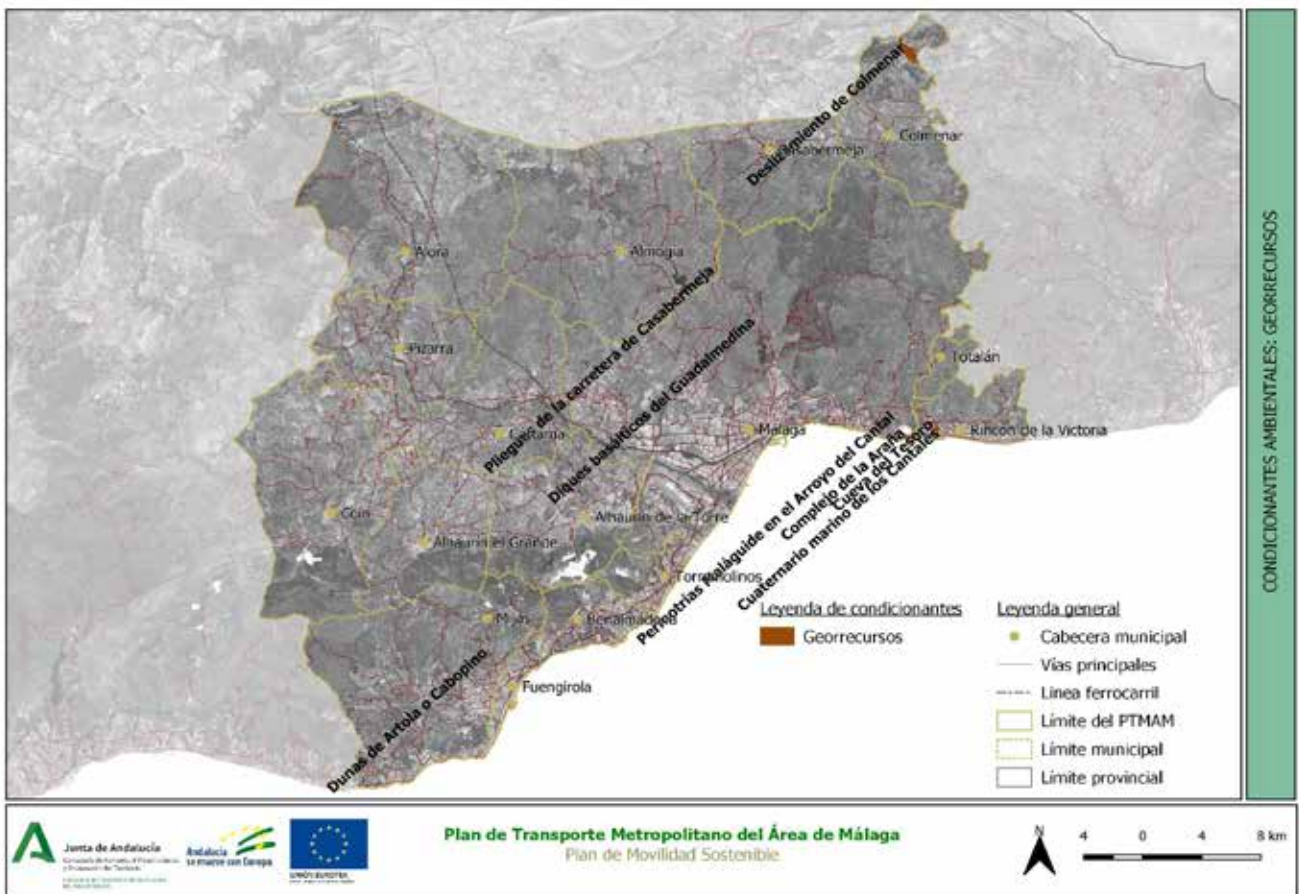 Deslizamiento de Colmenar
Colmenar
Álora
Almogía
Pliegues de la carretera de Casabermeja
Pizarra
Diques basálticos del Guadalmedina
Totalán
Cártama
Málaga
Rincón de la Victoria
Permotrías Maláguide en el Arroyo del Cantal
Complejo de la Araña
Cueva del Tesoro
Cuaternario marino de los Cantales
Coín
Alhaurín de la Torre
Alhaurín el Grande
Torremolinos
Mijas
Benalmádena
Fuengirola
Dunas de Artola o Cabopino
Leyenda de condicionantes
Georrecursos
Leyenda general
Cabecera municipal
Vías principales
Línea ferrocarril
Límite del PTMAM
Límite municipal
Límite provincial
CONDICIONANTES AMBIENTALES: GEORRECURSOS
Junta de Andalucía
Andalucía
se mueve con Europa
UNIÓN EUROPEA
Plan de Transporte Metropolitano del Área de Málaga
Plan de Movilidad Sostenible
N
4 0 4 8 km